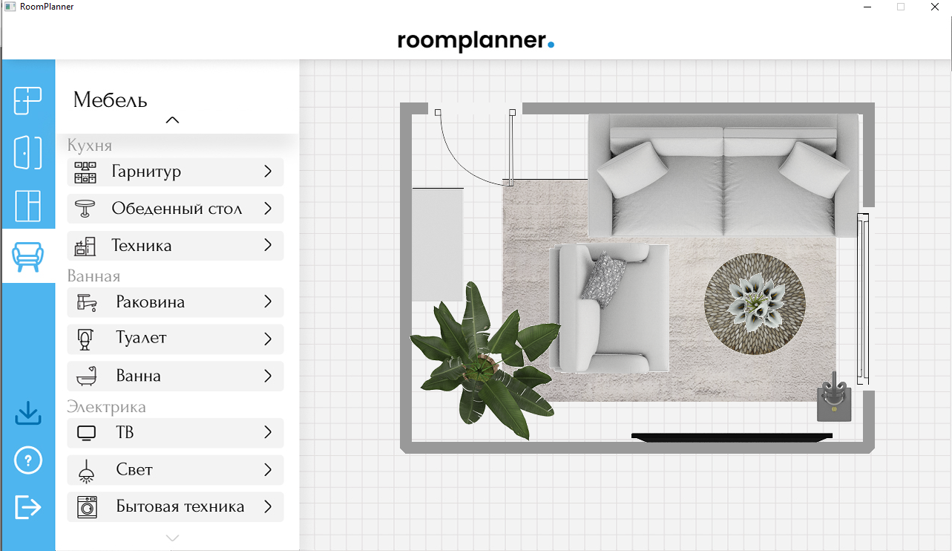 RoomPlanner
roomplanner.
Мебель
Кухня
Гарнитур
Обеденный стол
Техника
Ванная
Раковина
Туалет
Ванна
Электрика
ТВ
Свет
Бытовая техника
?